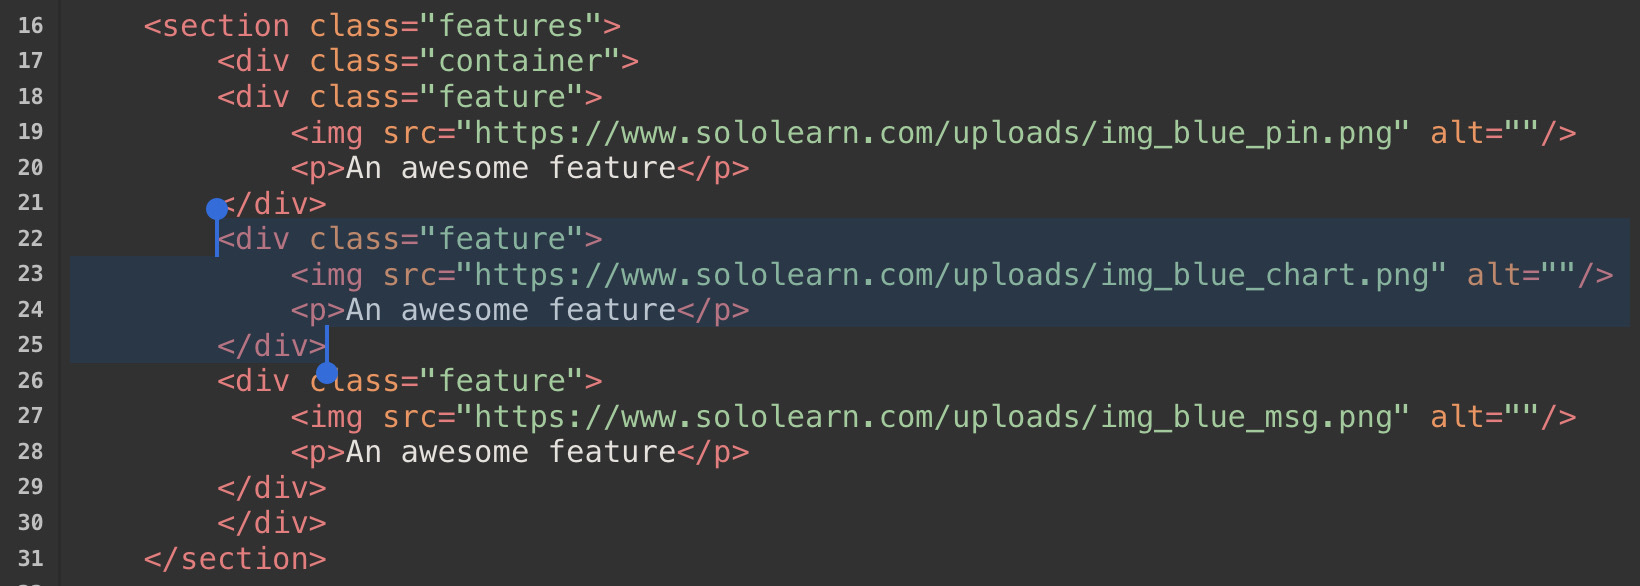 16 <section class="features">
17 <div class="container">
18 <div class="feature">
19 <img src="https://www.sololearn.com/uploads/img_blue_pin.png" alt=""/>
20 <p>An awesome feature</p>
21 </div>
22 <div class="feature">
23 <img src="https://www.sololearn.com/uploads/img_blue_chart.png" alt=""/>
24 <p>An awesome feature</p>
25 </div>
26 <div class="feature">
27 <img src="https://www.sololearn.com/uploads/img_blue_msg.png" alt=""/>
28 <p>An awesome feature</p>
29 </div>
30 </div>
31 </section>